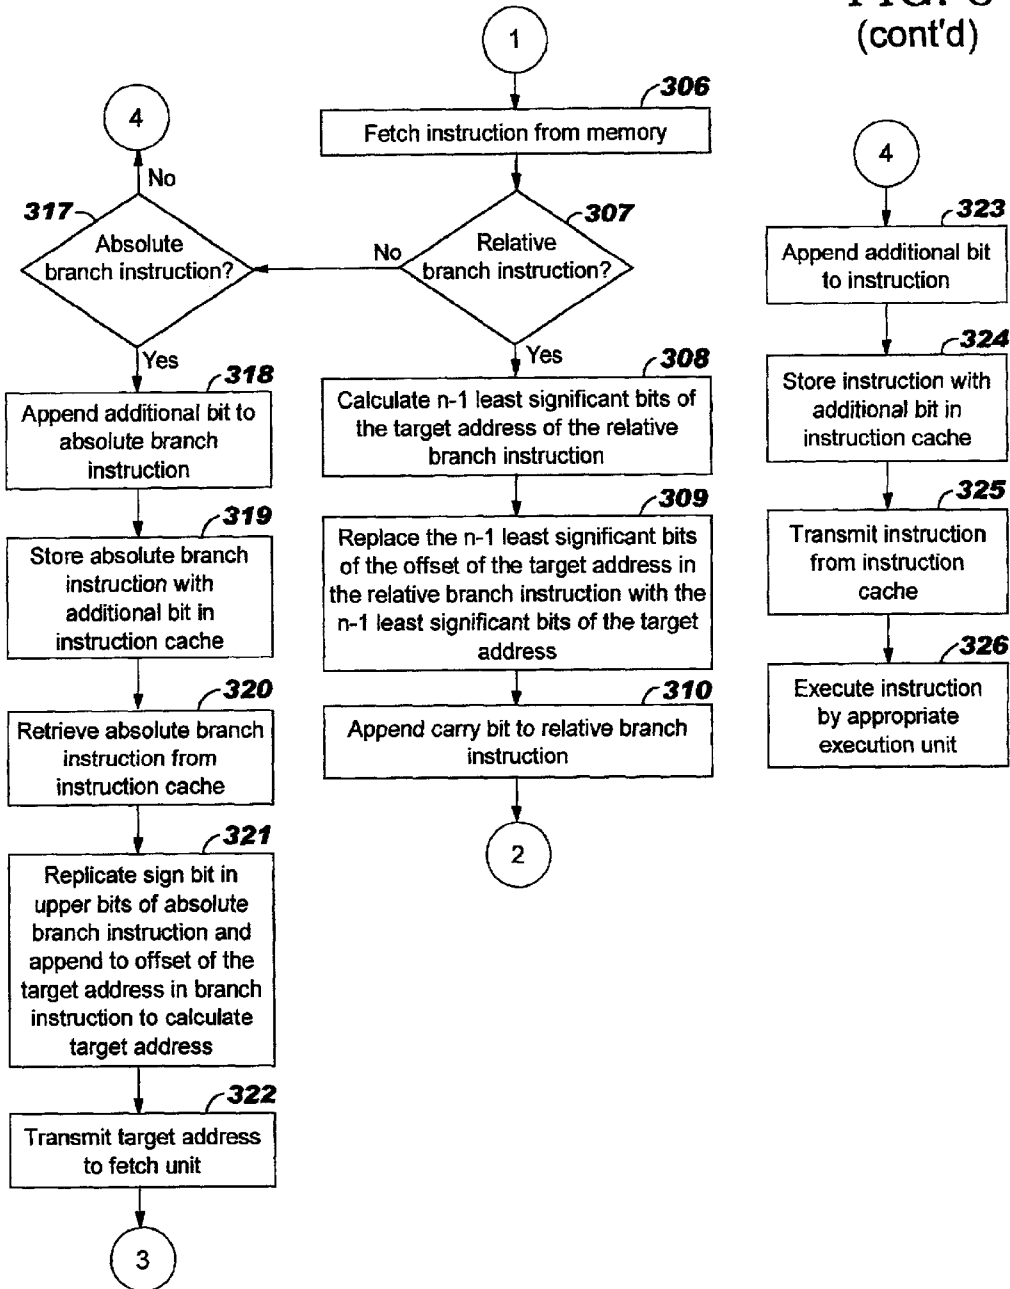 (cont'd)
1
306
Fetch instruction from memory
307
Relative
branch instruction?
No
Yes
317
Absolute
branch instruction?
No
4
Yes
318
Append additional bit to
absolute branch
instruction
319
Store absolute branch
instruction with
additional bit in
instruction cache
320
Retrieve absolute branch
instruction from
instruction cache
321
Replicate sign bit in
upper bits of absolute
branch instruction and
append to offset of the
target address in branch
instruction to calculate
target address
322
Transmit target address
to fetch unit
3
308
Calculate n-1 least significant bits of
the target address of the relative
branch instruction
309
Replace the n-1 least significant bits
of the offset of the target address in
the relative branch instruction with the
n-1 least significant bits of the target
address
310
Append carry bit to relative branch
instruction
2
4
323
Append additional bit
to instruction
324
Store instruction with
additional bit in
instruction cache
325
Transmit instruction
from instruction
cache
326
Execute instruction
by appropriate
execution unit